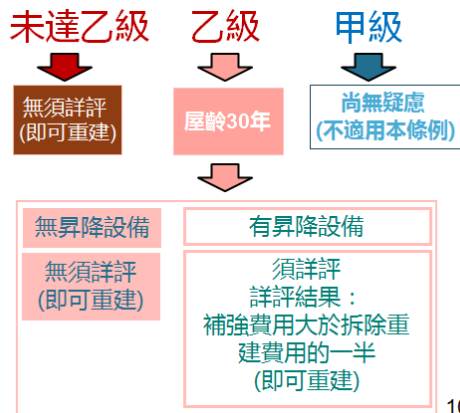 未達乙級 乙級 甲級
無須詳評
(即可重建)
屋齡30年
尚無疑慮
(不適用本條例)
無昇降設備
有昇降設備
無須詳評
(即可重建)
須詳評
詳評結果：
補強費用大於拆除重
建費用的一半
(即可重建)